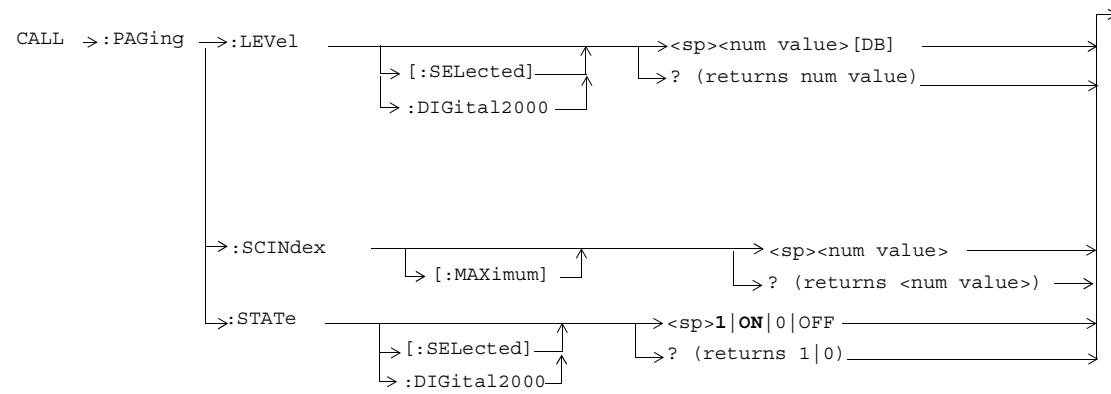 CALL :PAGing :LEVel <sp><num value>[DB]
[:SELected] ? (returns num value)
:DIGital2000
:SCINdex <sp><num value>
[:MAXimum] ? (returns <num value>)
:STATe <sp>1|ON|0|OFF
[:SELected] ? (returns 1|0)
:DIGital2000